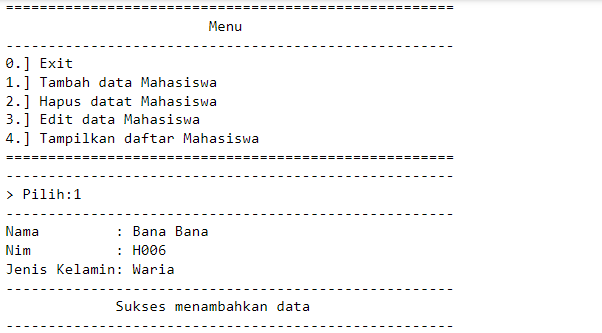 =====================================================
Menu
-----------------------------------------------------
0.] Exit
1.] Tambah data Mahasiswa
2.] Hapus datat Mahasiswa
3.] Edit data Mahasiswa
4.] Tampilkan daftar Mahasiswa
=====================================================
-----------------------------------------------------
> Pilih:1
-----------------------------------------------------
Nama         : Bana Bana
Nim          : H006
Jenis Kelamin: Waria
-----------------------------------------------------
Sukses menambahkan data
-----------------------------------------------------